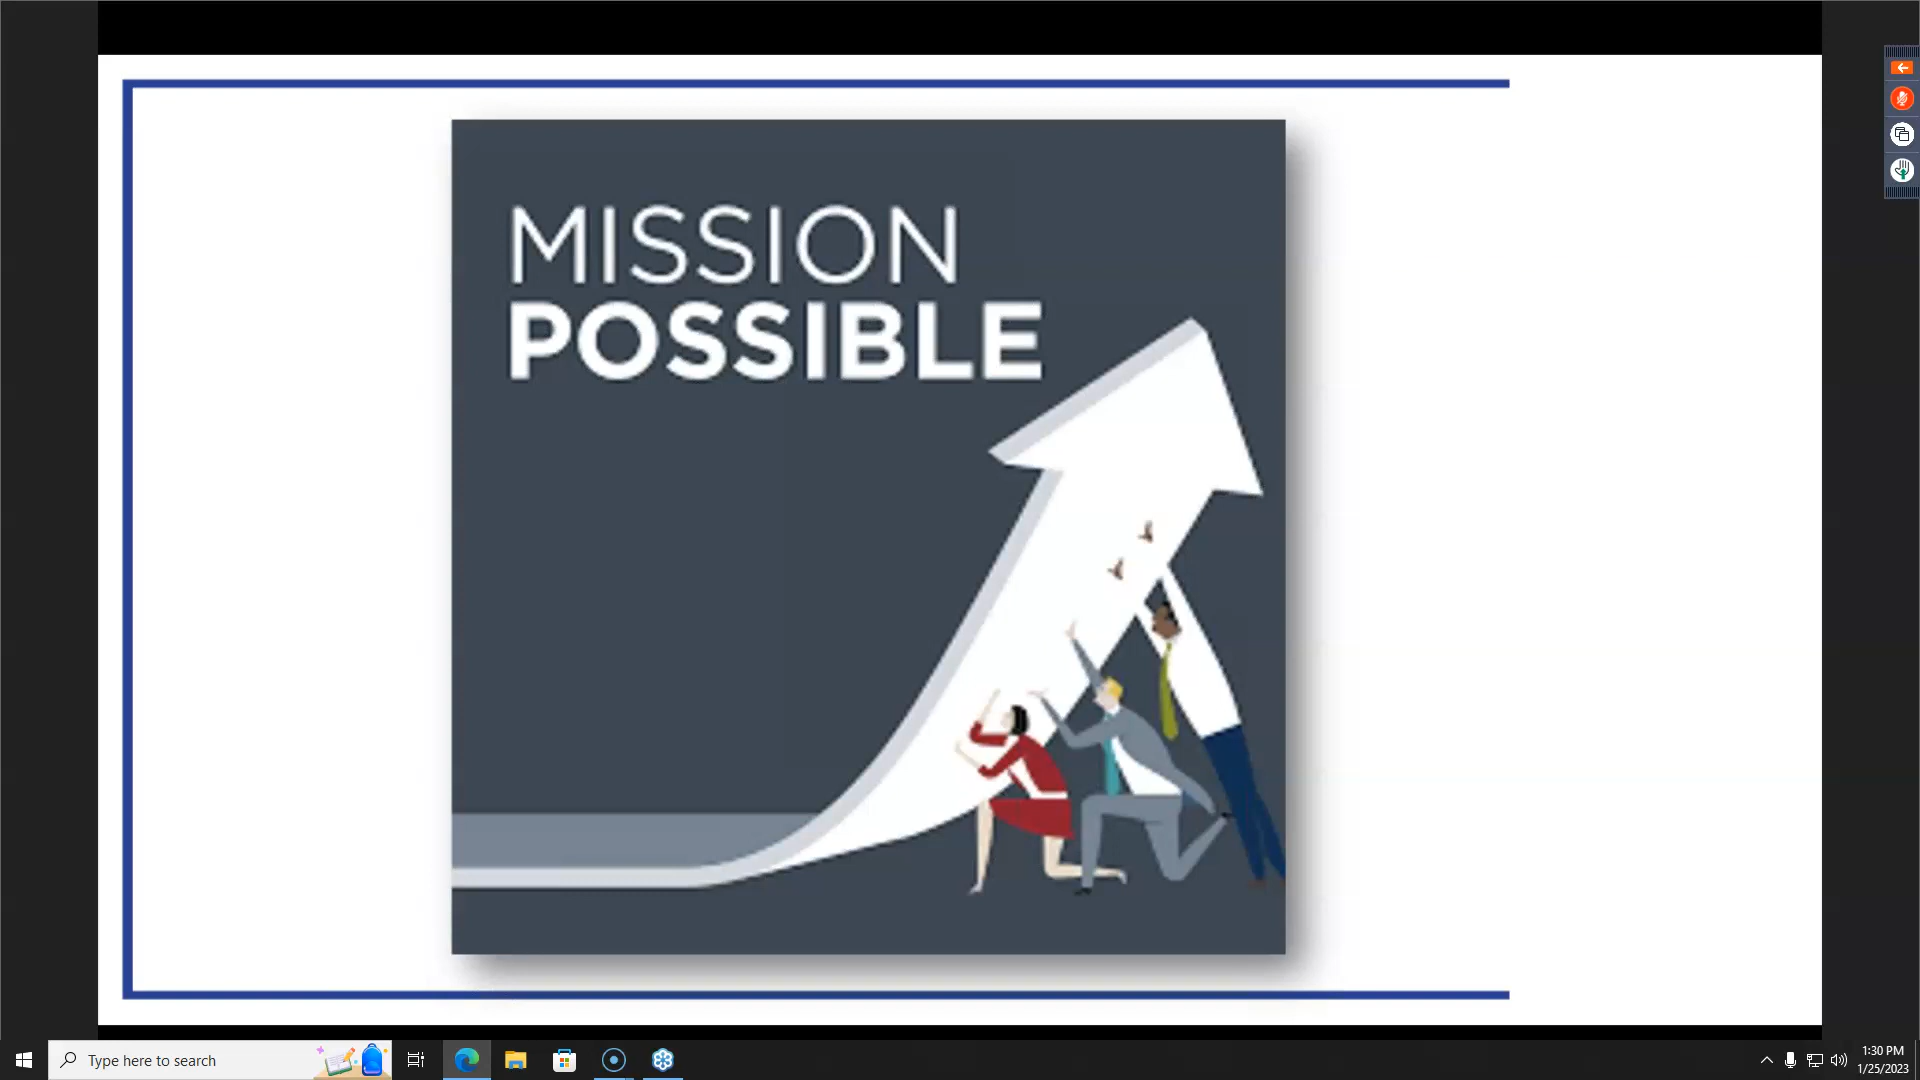 MISSION
POSSIBLE
Type here to search
1:30 PM
1/25/2023